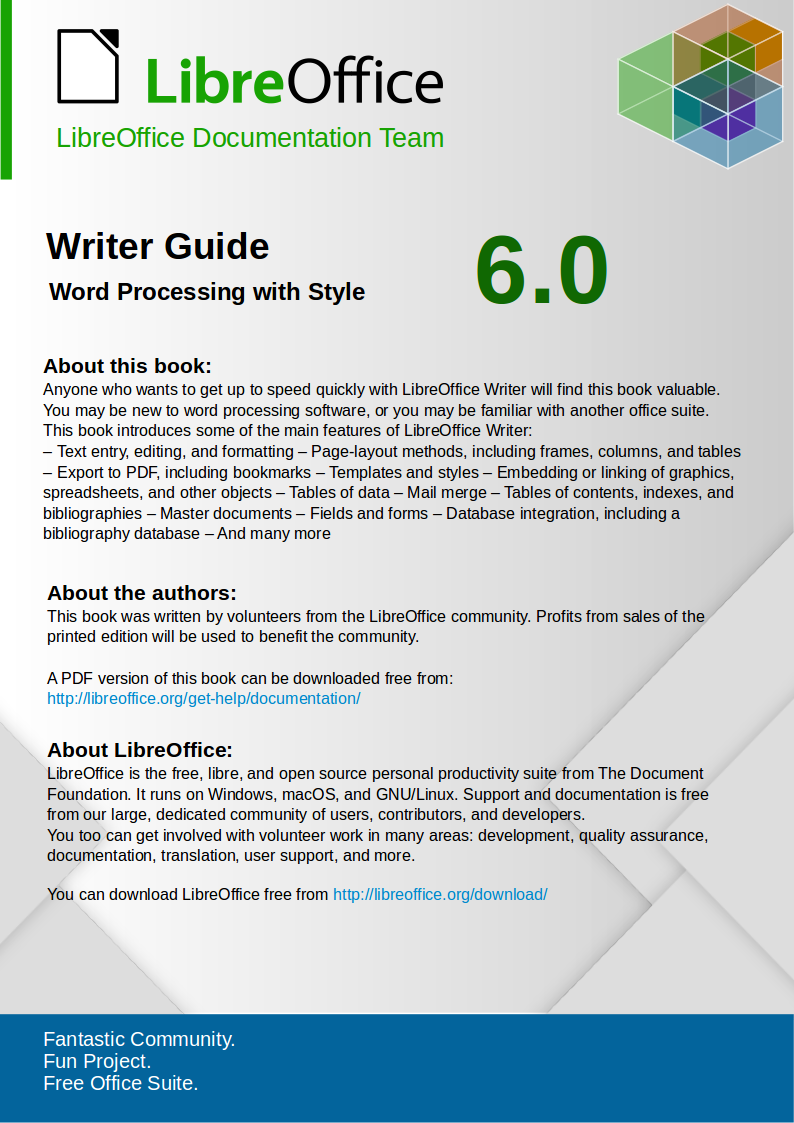 LibreOffice
LibreOffice Documentation Team
Writer Guide
Word Processing with Style
6.0
About this book:
Anyone who wants to get up to speed quickly with LibreOffice Writer will find this book valuable.
You may be new to word processing software, or you may be familiar with another office suite.
This book introduces some of the main features of LibreOffice Writer:
– Text entry, editing, and formatting – Page-layout methods, including frames, columns, and tables
– Export to PDF, including bookmarks – Templates and styles – Embedding or linking of graphics,
spreadsheets, and other objects – Tables of data – Mail merge – Tables of contents, indexes, and
bibliographies – Master documents – Fields and forms – Database integration, including a
bibliography database – And many more
About the authors:
This book was written by volunteers from the LibreOffice community. Profits from sales of the
printed edition will be used to benefit the community.
A PDF version of this book can be downloaded free from:
http://libreoffice.org/get-help/documentation/
About LibreOffice:
LibreOffice is the free, libre, and open source personal productivity suite from The Document
Foundation. It runs on Windows, macOS, and GNU/Linux. Support and documentation is free
from our large, dedicated community of users, contributors, and developers.
You too can get involved with volunteer work in many areas: development, quality assurance,
documentation, translation, user support, and more.
You can download LibreOffice free from http://libreoffice.org/download/
Fantastic Community.
Fun Project.
Free Office Suite.